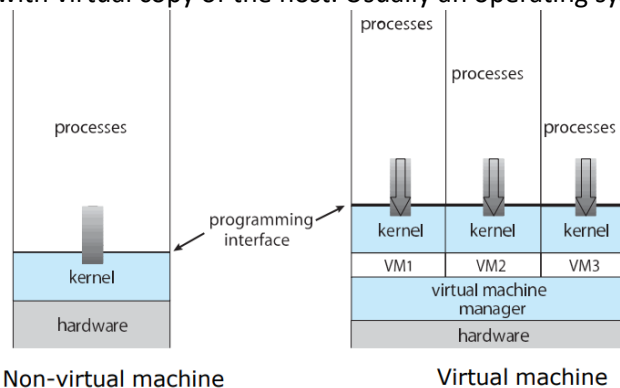 with virtual copy of the host. Usually an operating sy
processes
kernel
hardware
Non-virtual machine
programming
interface
processes
processes
processes
kernel kernel kernel
VM1 VM2 VM3
virtual machine
manager
hardware
Virtual machine